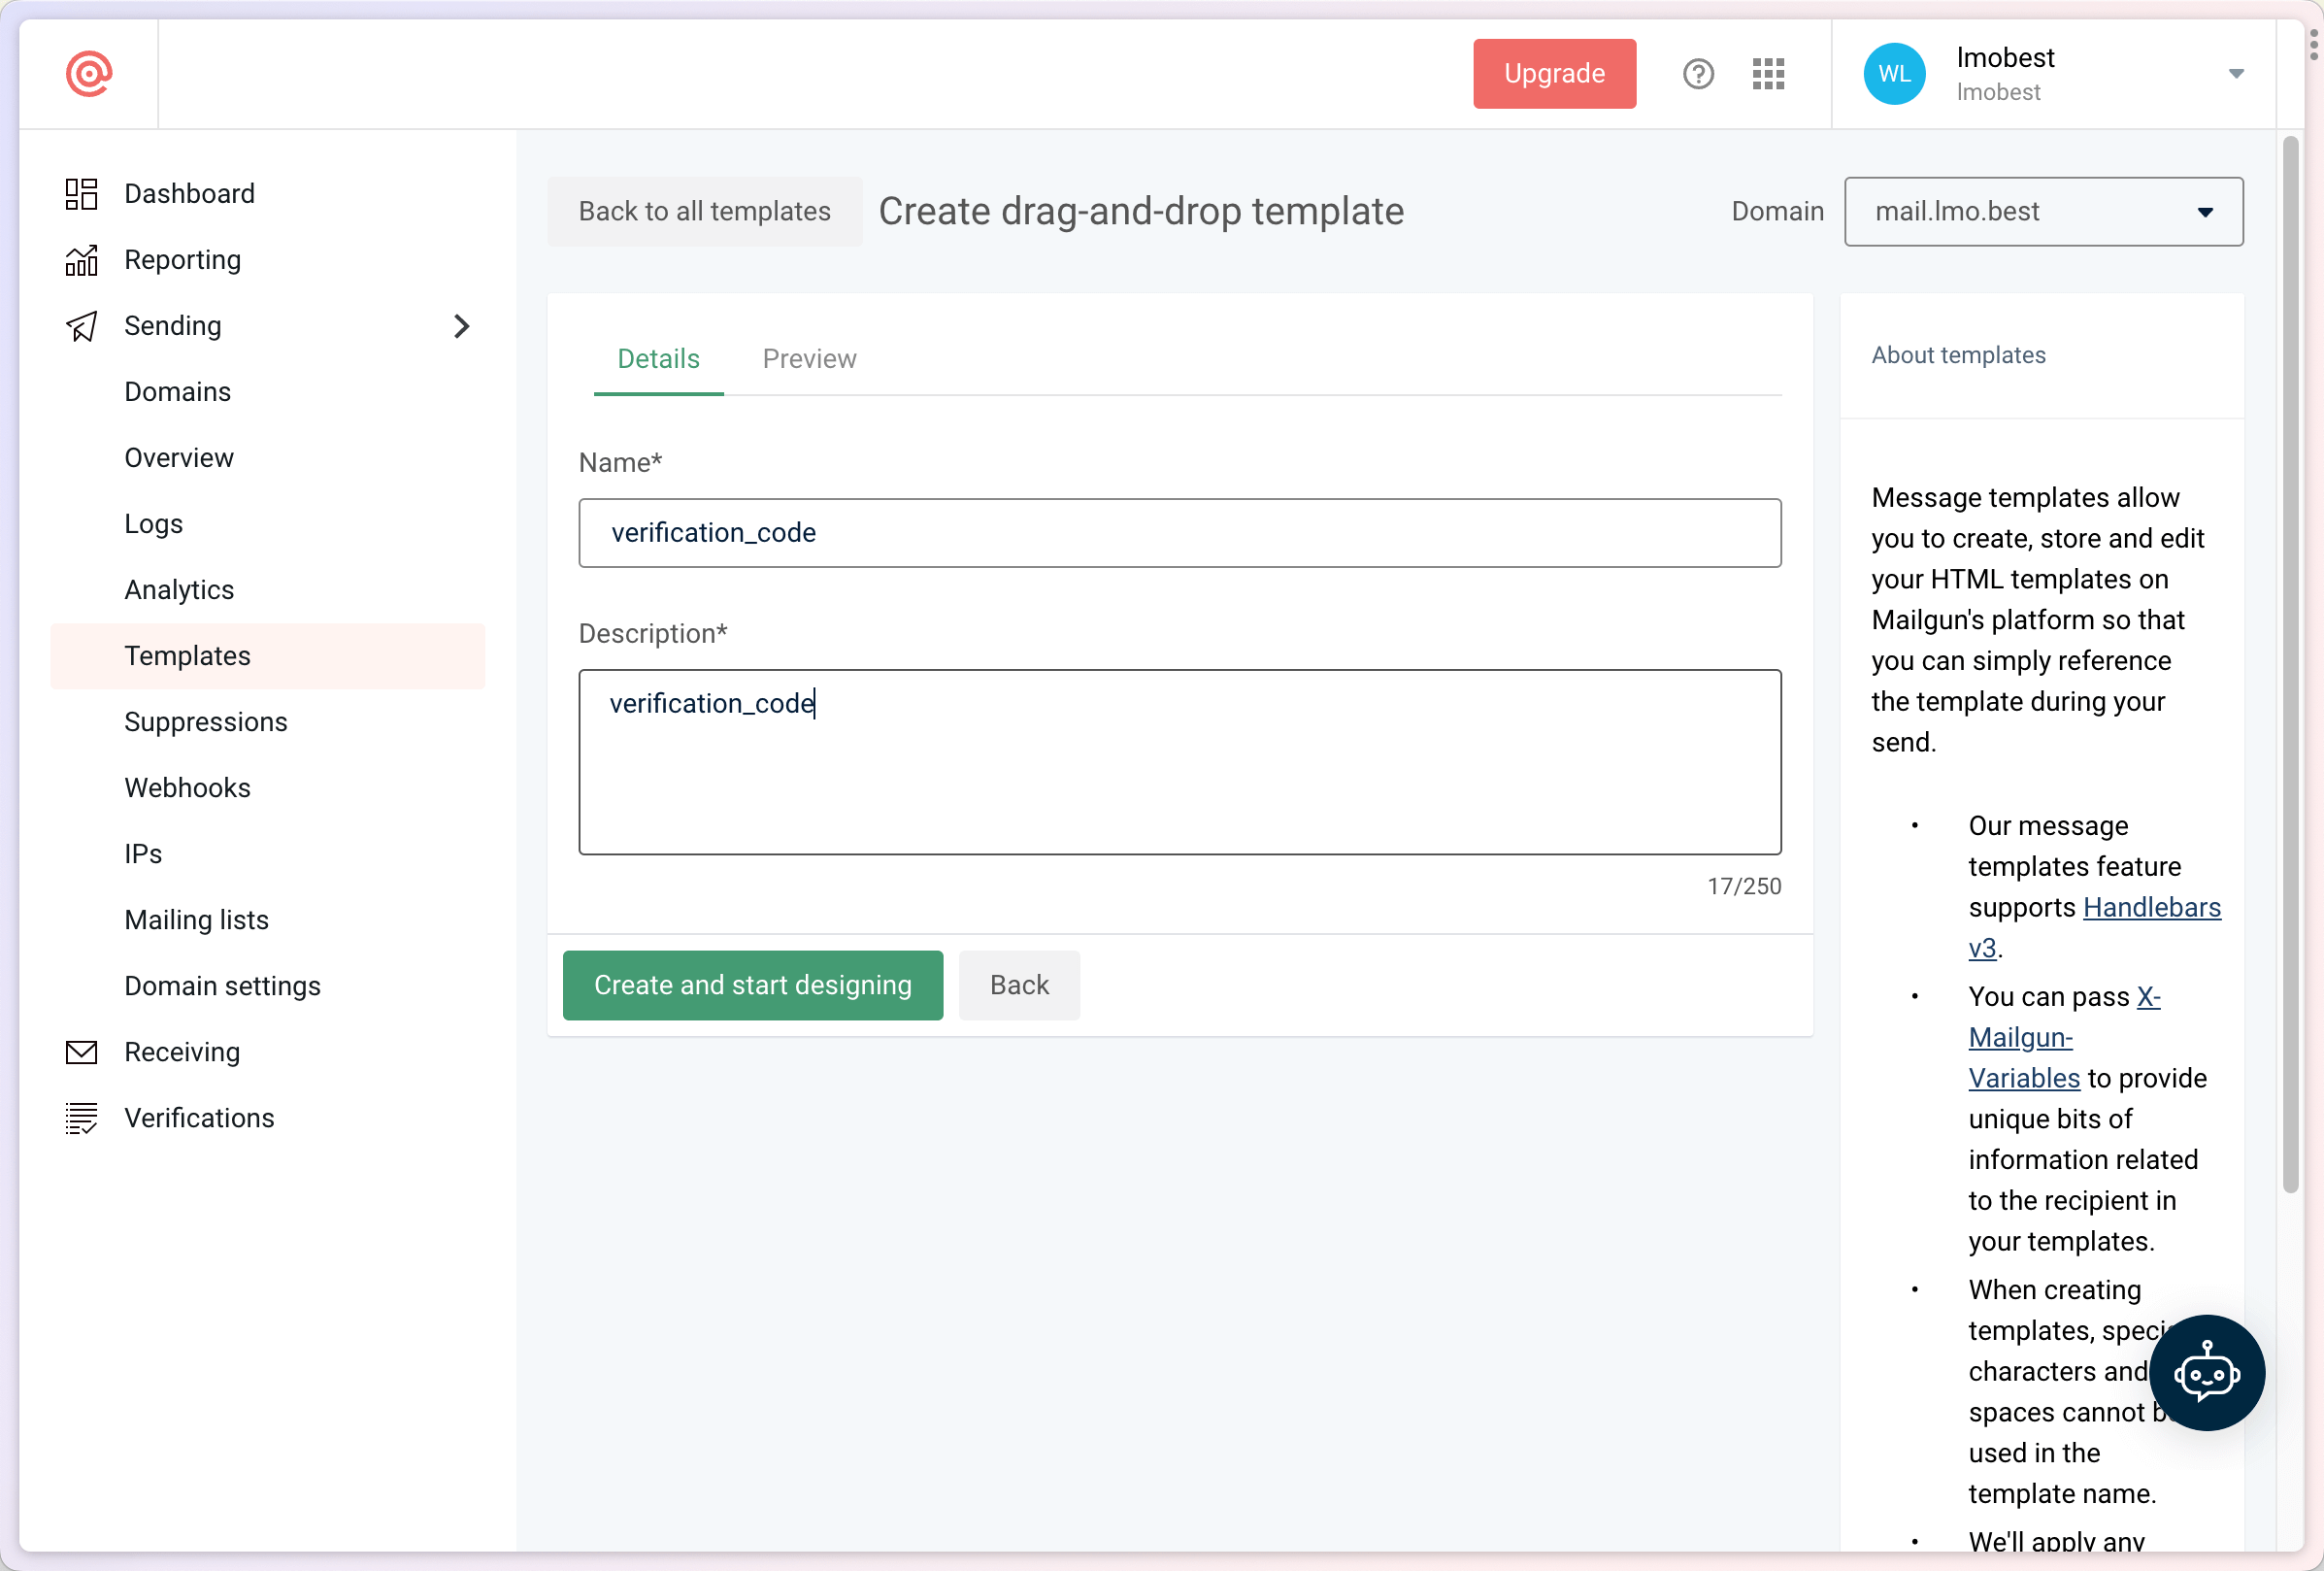 Upgrade
WL
lmobest
lmobest
Dashboard
Reporting
Sending
Domains
Overview
Logs
Analytics
Templates
Suppressions
Webhooks
IPs
Mailing lists
Domain settings
Receiving
Verifications
Back to all templates
Create drag-and-drop template
Domain
mail.lmo.best
Details
Preview
Name*
verification_code
Description*
verification_code
17/250
Create and start designing
Back
About templates
Message templates allow
you to create, store and edit
your HTML templates on
Mailgun's platform so that
you can simply reference
the template during your
send.
• Our message
templates feature
supports Handlebars
v3.
• You can pass X-
Mailgun-
Variables to provide
unique bits of
information related
to the recipient in
your templates.
• When creating
templates,
characters and
spaces cannot
used in the
template name.
• We'll apply any